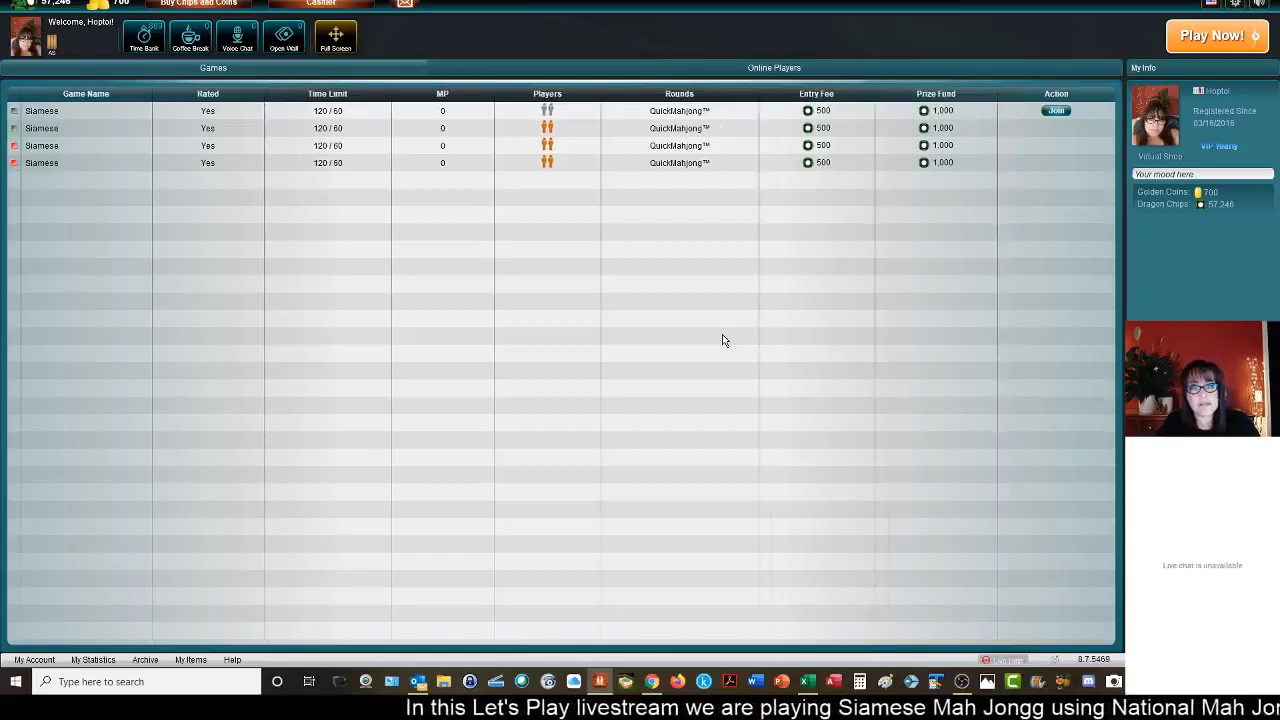 57,246 700 Buy Chips and Coins Cashier
Welcome, Hoptoi!
Time Bank Coffee Break Voice Chat Open Wall Full Screen
Play Now!
Games Online Players My Info
Game Name Rated Time Limit MP Players Rounds Entry Fee Prize Fund Action
Siamese Yes 120 / 60 0 QuickMahjong™ 500 1,000 Join
Siamese Yes 120 / 60 0 QuickMahjong™ 500 1,000
Siamese Yes 120 / 60 0 QuickMahjong™ 500 1,000
Siamese Yes 120 / 60 0 QuickMahjong™ 500 1,000
Hoptoi
Registered Since
03/16/2016
VIP Yearly
Virtual Shop
Your mood here
Golden Coins: 700
Dragon Chips: 57,246
Live chat is unavailable
My Account My Statistics Archive My Items Help Live Help 8.7.5469
Type here to search
In this Let's Play livestream we are playing Siamese Mah Jongg using National Mah Jon